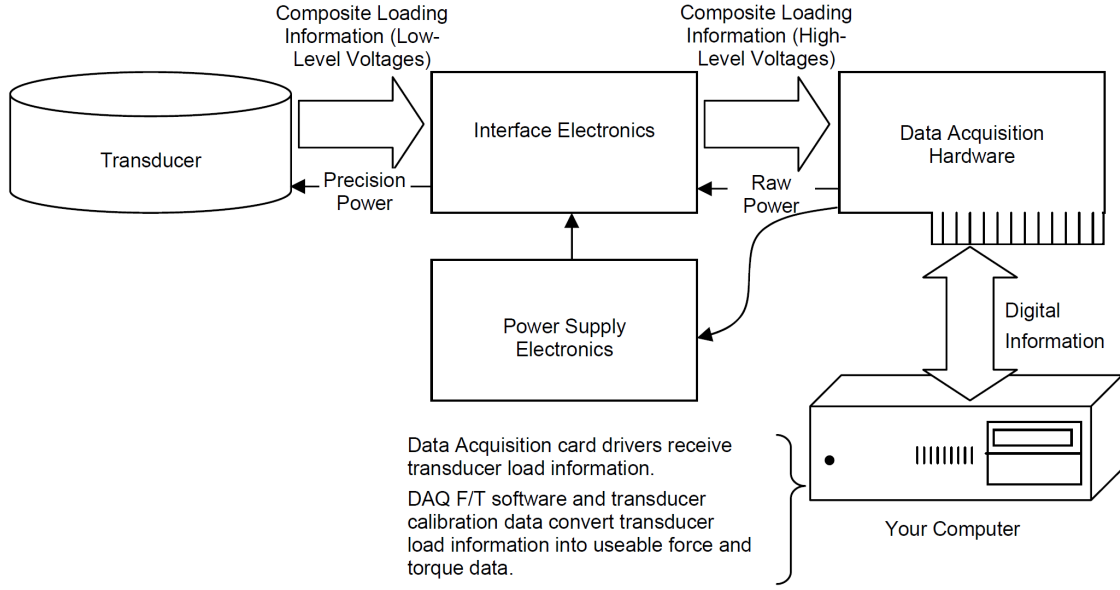 Composite Loading
Information (Low-
Level Voltages)
Composite Loading
Information (High-
Level Voltages)
Transducer
Interface Electronics
Data Acquisition
Hardware
Precision
Power
Raw
Power
Power Supply
Electronics
Digital
Information
Data Acquisition card drivers receive
transducer load information.
DAQ F/T software and transducer
calibration data convert transducer
load information into useable force and
torque data.
Your Computer